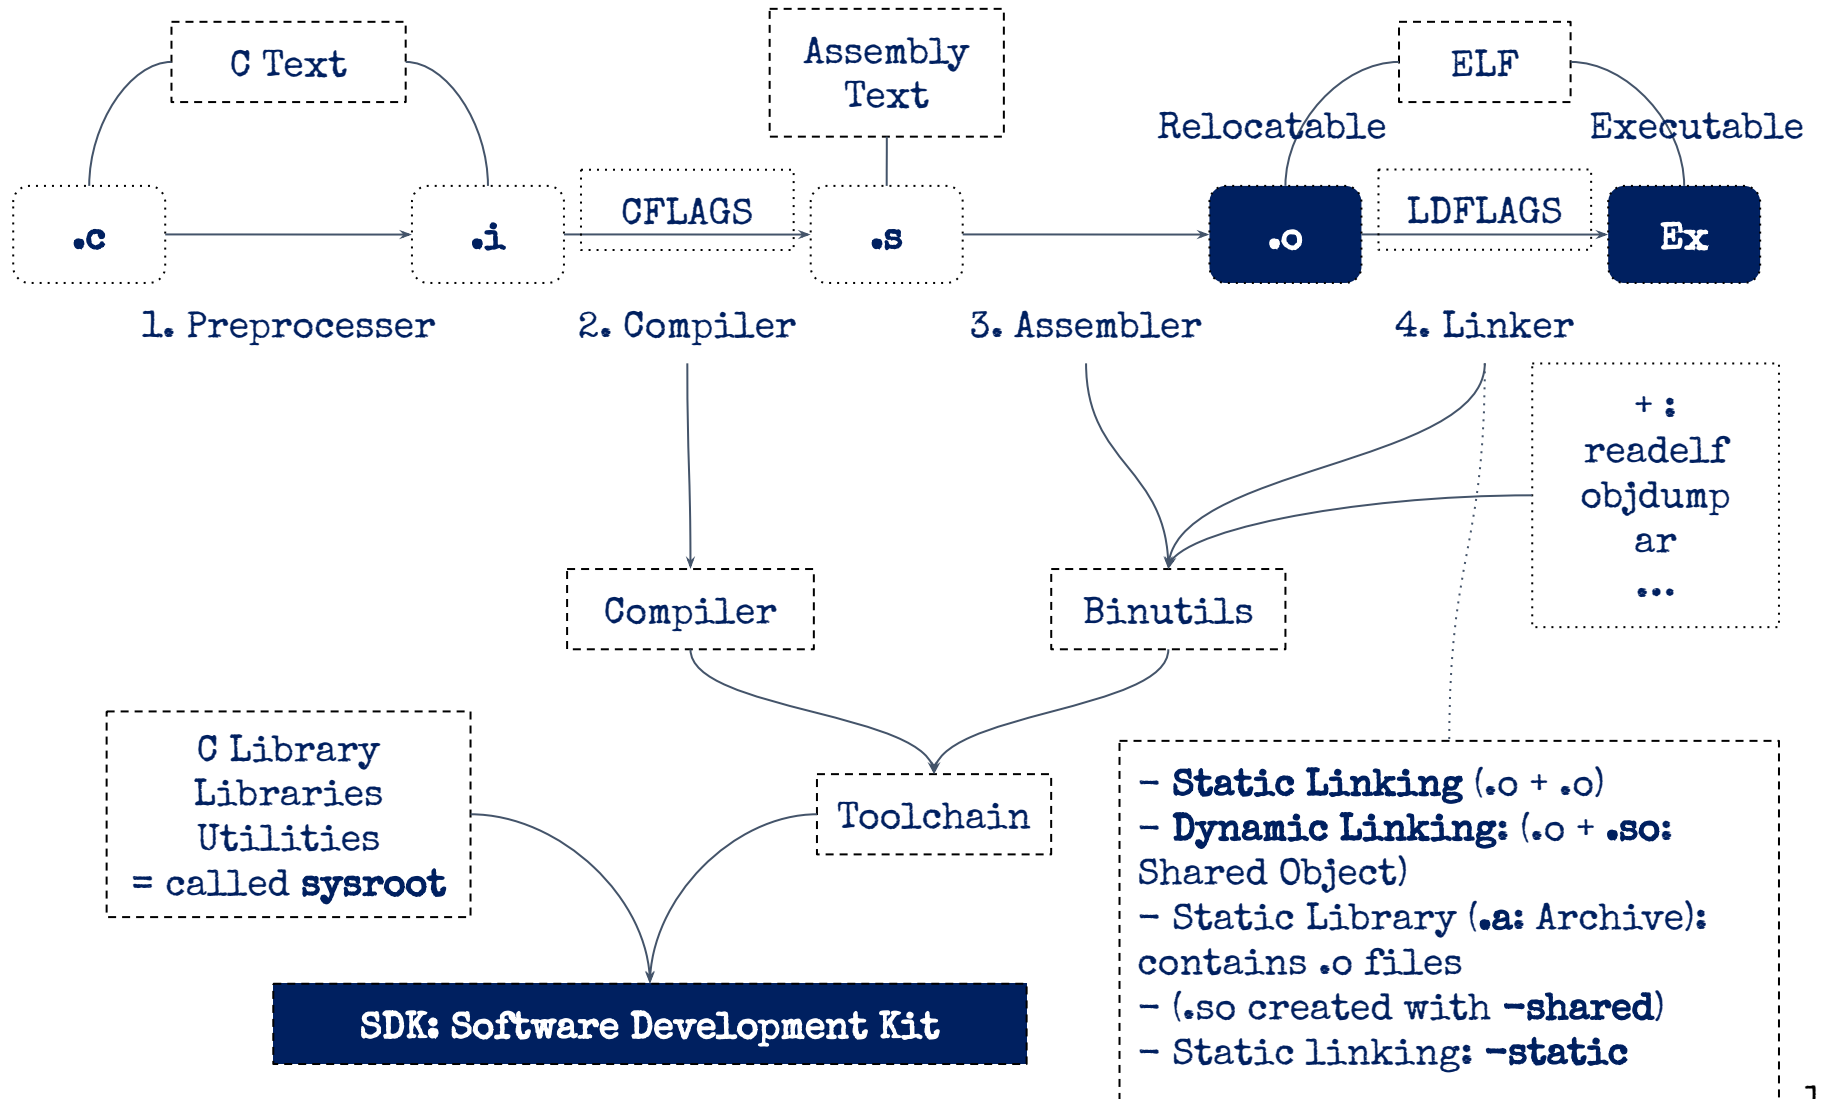 C Text
Assembly
Text
ELF
Relocatable
Executable
CFLAGS
LDFLAGS
.c
.i
.s
.o
Ex
1. Preprocesser
2. Compiler
3. Assembler
4. Linker
+ :
readelf
objdump
ar
...
Compiler
Binutils
C Library
Libraries
Utilities
= called sysroot
Toolchain
- Static Linking (.o + .o)
- Dynamic Linking: (.o + .so:
Shared Object)
- Static Library (.a: Archive):
contains .o files
- (.so created with -shared)
- Static linking: -static
SDK: Software Development Kit